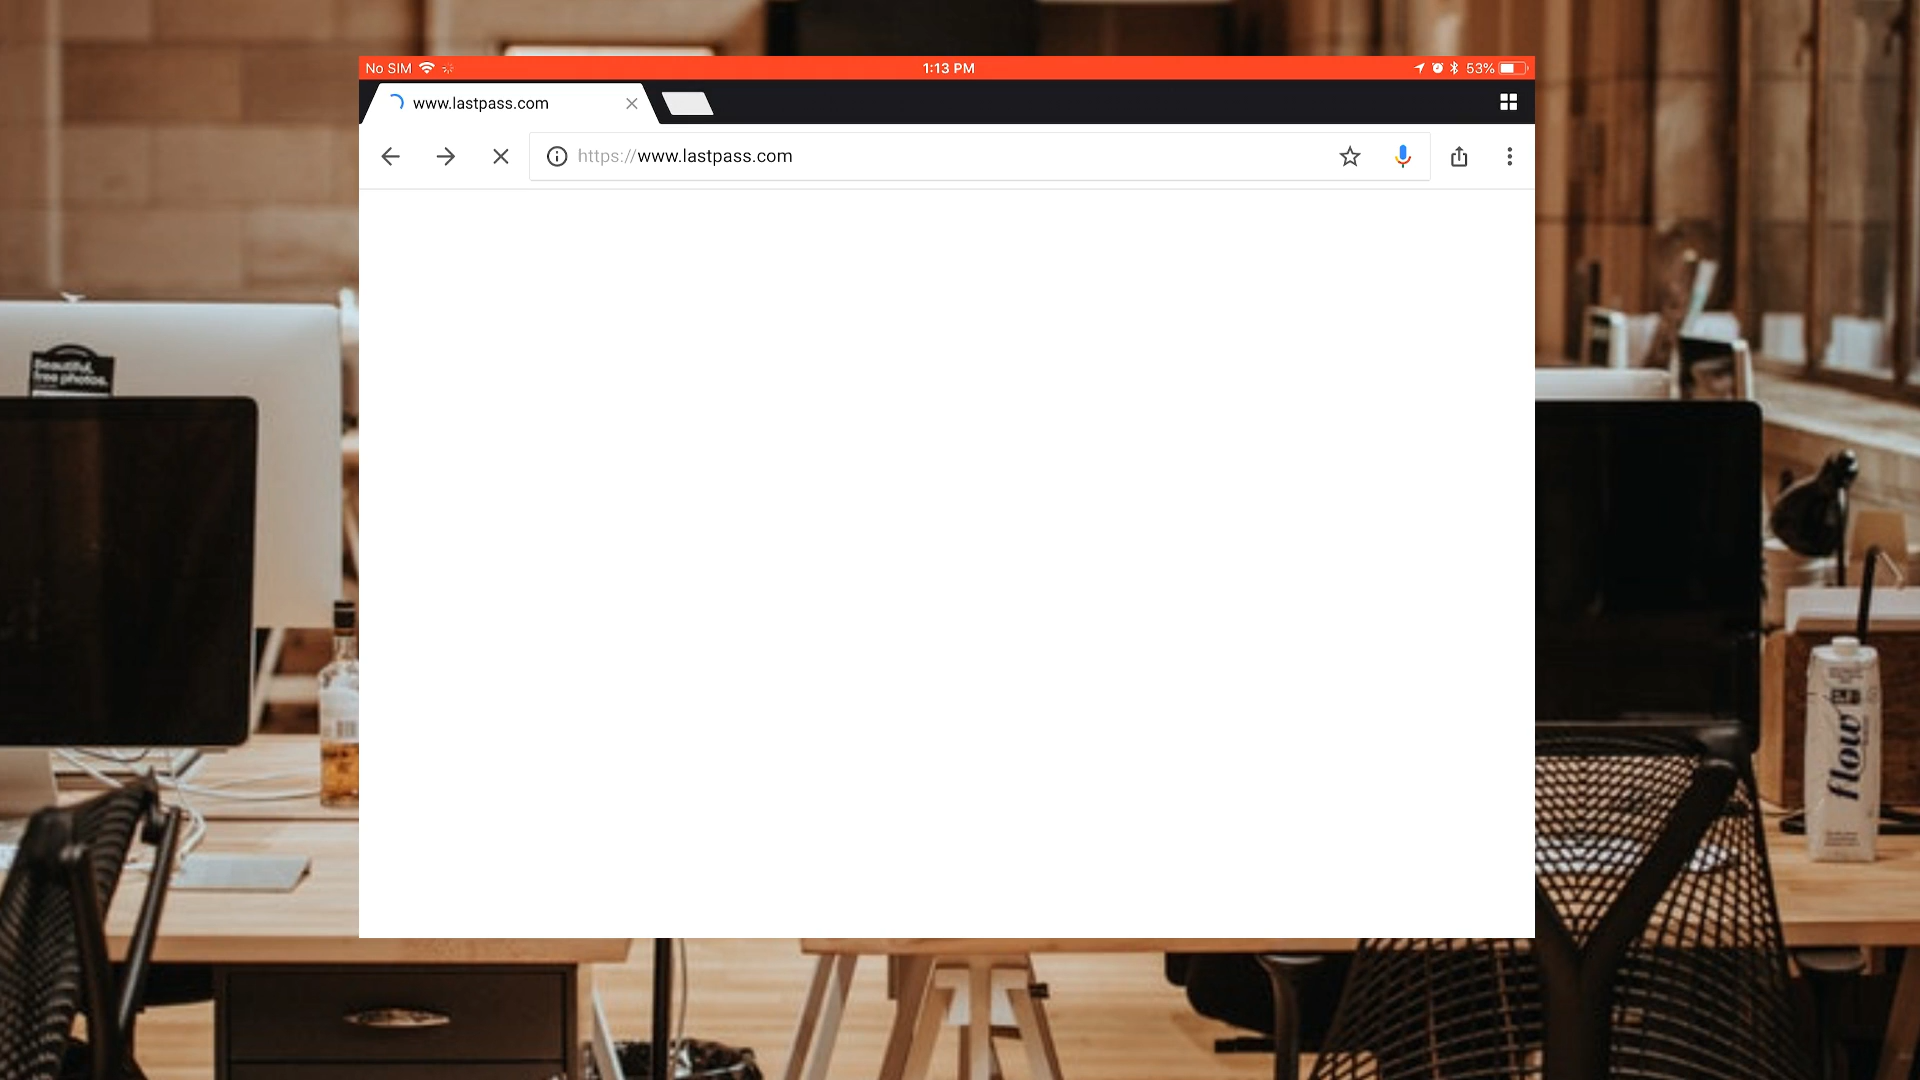 No SIM
1:13 PM
53%
www.lastpass.com
https://www.lastpass.com
Beautiful,
free photos.
flow